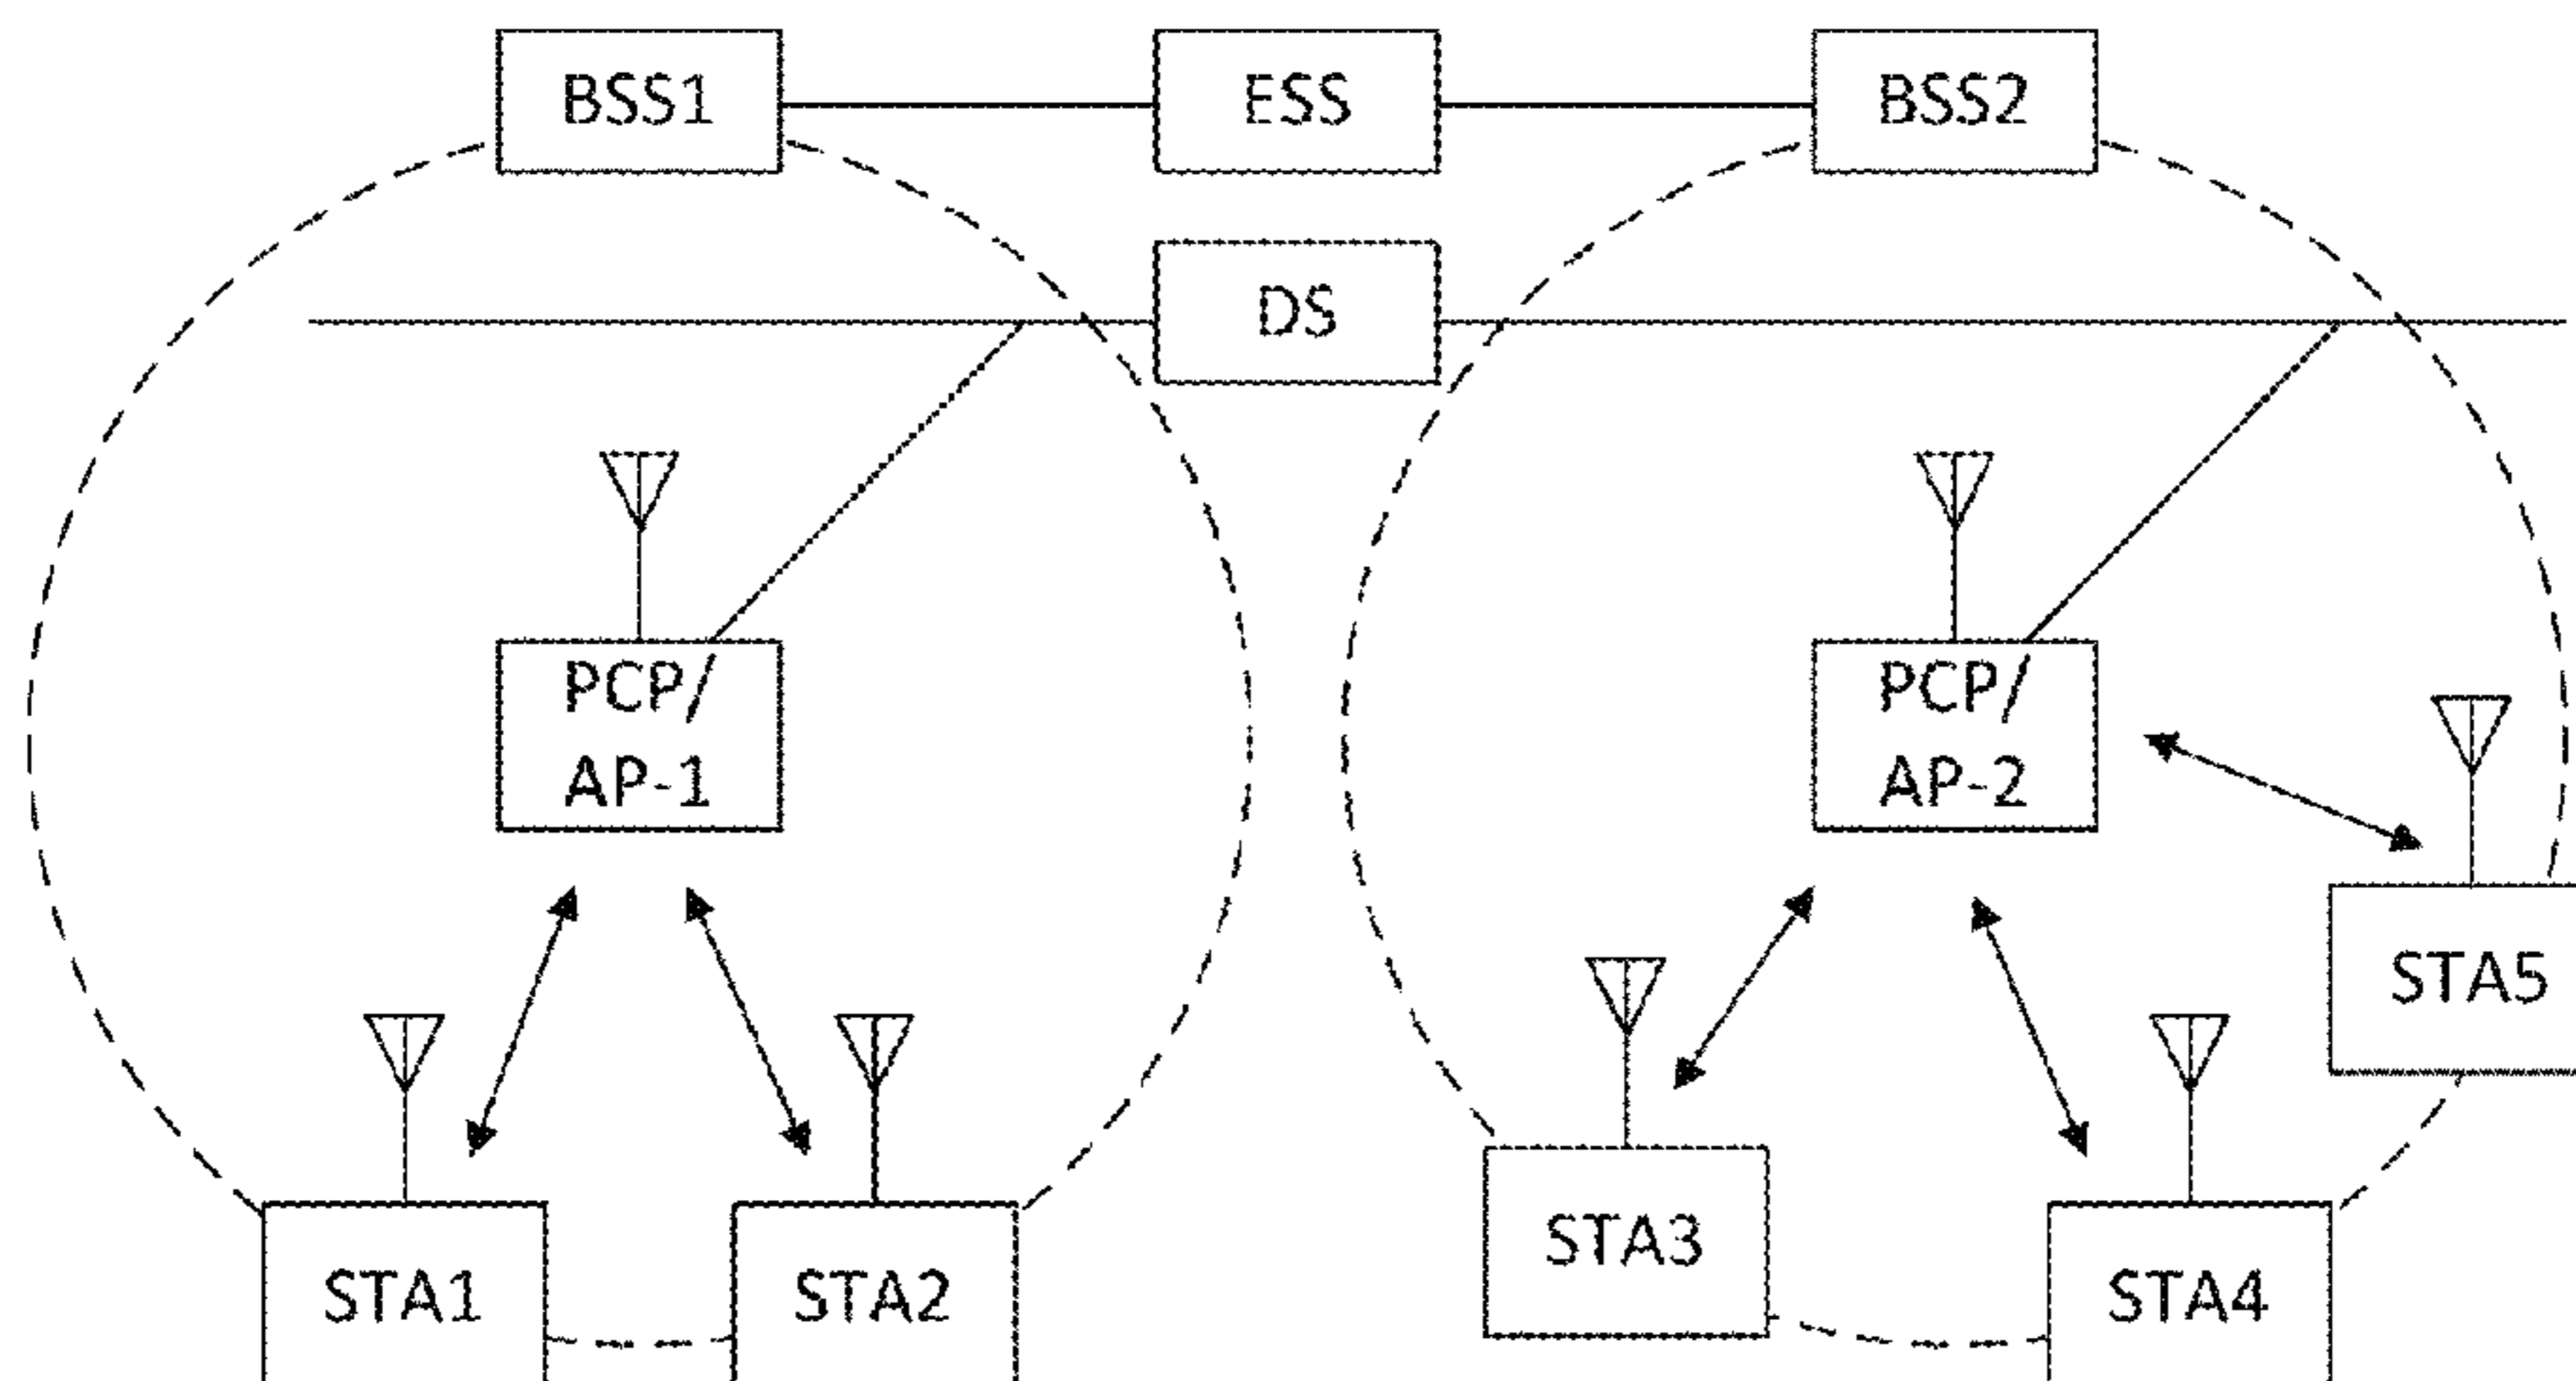 BSS1
ESS
BSS2
DS
PCP/
AP-1
PCP/
AP-2
STA5
STA3
STA1
STA2
STA4